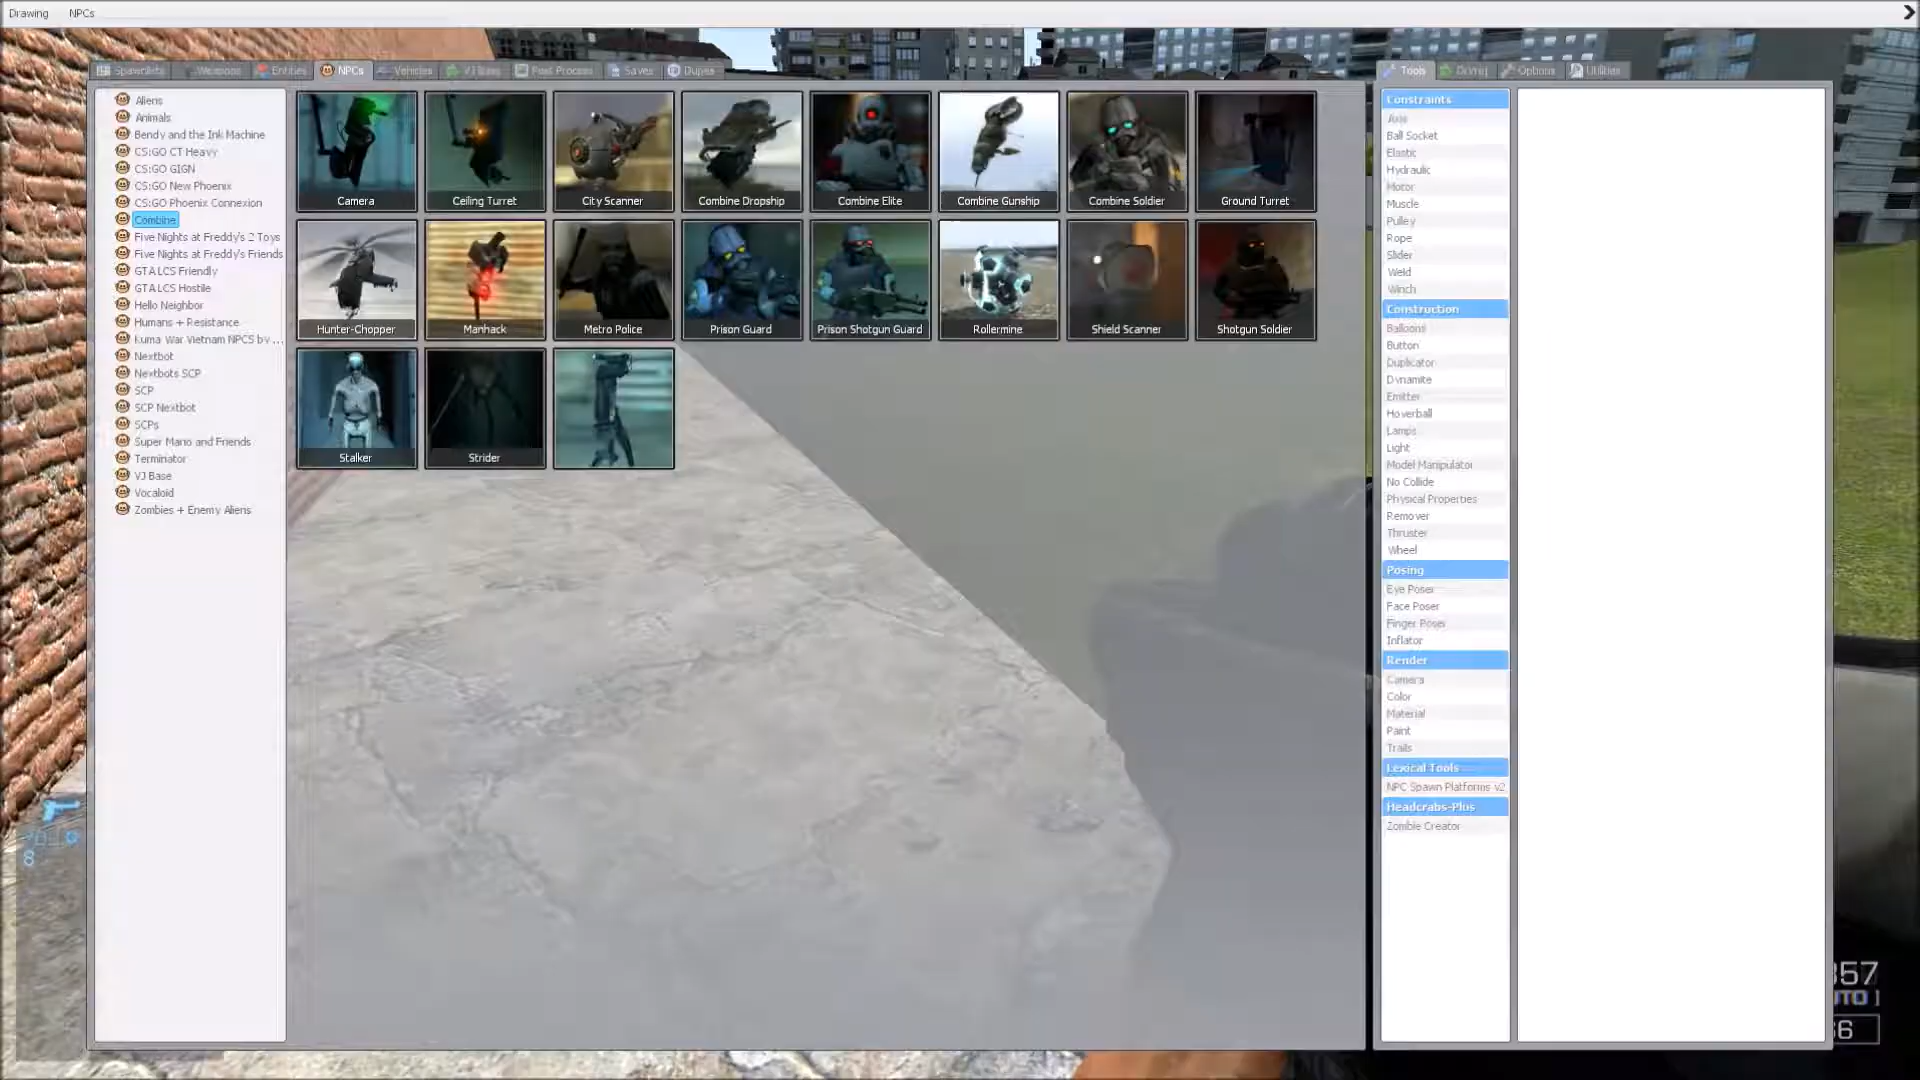 Drawing NPCs
Spawnlists Weapons Entities NPCs Vehicles VJ Base Post Process Saves Dupes
Aliens
Animals
Bendy and the Ink Machine
CS:GO CT Heavy
CS:GO GIGN
CS:GO New Phoenix
CS:GO Phoenix Connexion
Combine
Five Nights at Freddy's 2 Toys
Five Nights at Freddy's Friends
GTA LCS Friendly
GTA LCS Hostile
Hello Neighbor
Humans + Resistance
Kuma War Vietnam NPCS by ...
Nextbot
Nextbots SCP
SCP
SCP Nextbot
SCPs
Super Mario and Friends
Terminator
VJ Base
Vocaloid
Zombies + Enemy Aliens
Camera Ceiling Turret City Scanner Combine Dropship Combine Elite Combine Gunship Combine Soldier Ground Turret
Hunter-Chopper Manhack Metro Police Prison Guard Prison Shotgun Guard Rollermine Shield Scanner Shotgun Soldier
Stalker Strider
Tools DrVrej Options Utilities
Constraints
Axis
Ball Socket
Elastic
Hydraulic
Motor
Muscle
Pulley
Rope
Slider
Weld
Winch
Construction
Balloons
Button
Duplicator
Dynamite
Emitter
Hoverball
Lamps
Light
Model Manipulator
No Collide
Physical Properties
Remover
Thruster
Wheel
Posing
Eye Poser
Face Poser
Finger Poser
Inflator
Render
Camera
Color
Material
Paint
Trails
Lexical Tools
NPC Spawn Platforms v2
Headcrabs-Plus
Zombie Creator
8